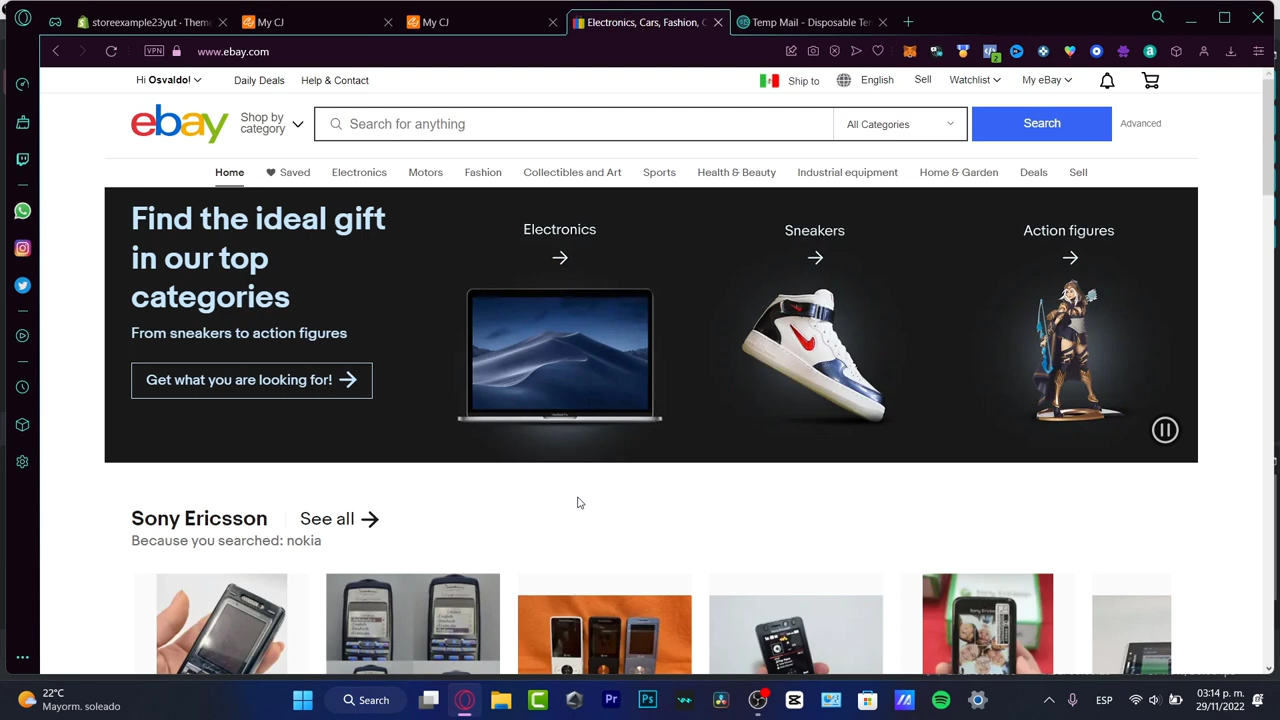 storeexample23yut · Theme
My CJ
My CJ
Electronics, Cars, Fashion, C
Temp Mail - Disposable Te
VPN
www.ebay.com
2
Hi Osvaldo!
Daily Deals
Help & Contact
Ship to
English
Sell
Watchlist
My eBay
ebay
Shop by category
Search for anything
All Categories
Search
Advanced
Home
Saved
Electronics
Motors
Fashion
Collectibles and Art
Sports
Health & Beauty
Industrial equipment
Home & Garden
Deals
Sell
Find the ideal gift
in our top
categories
From sneakers to action figures
Get what you are looking for!
Electronics
Sneakers
Action figures
Sony Ericsson
See all
Because you searched: nokia
22°C
Mayorm. soleado
Search
Pr
Ps
ESP
03:14 p. m.
29/11/2022